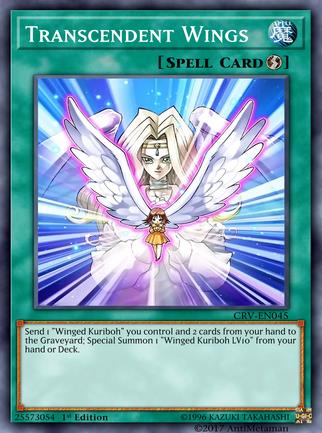 Transcendent Wings
[Spell Card]
CRV-EN045
Send 1 "Winged Kuriboh" you control and 2 cards from your hand to
the Graveyard; Special Summon 1 "Winged Kuriboh LV10" from your
hand or Deck.
25573054 1st Edition ©1996 KAZUKI TAKAHASHI
©2017 AntiMetaman